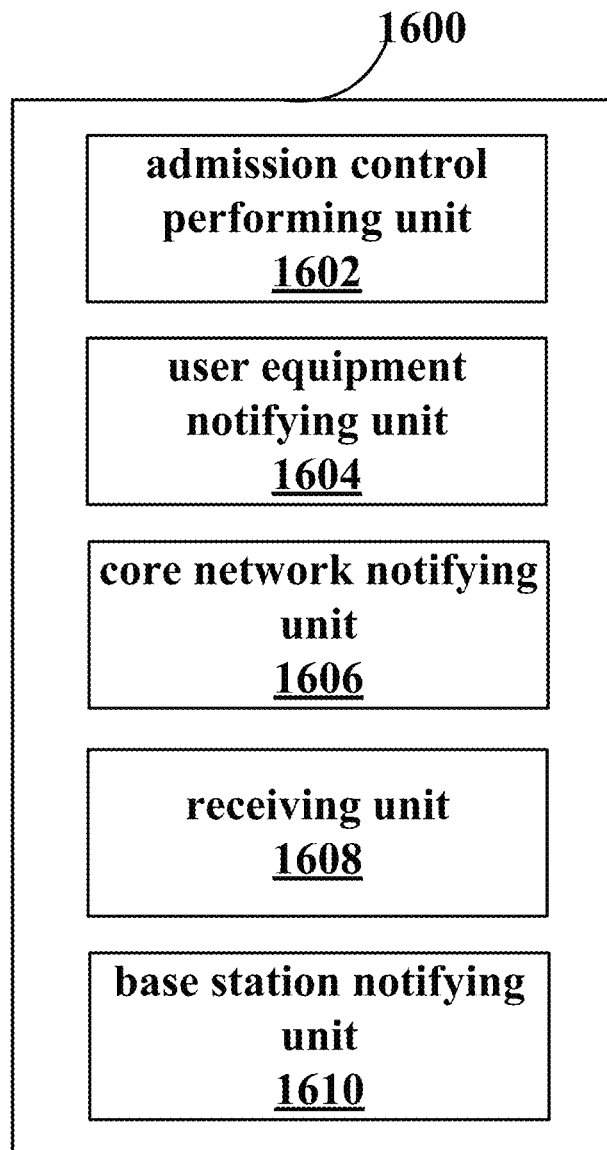 1600
admission control
performing unit
1602
user equipment
notifying unit
1604
core network notifying
unit
1606
receiving unit
1608
base station notifying
unit
1610